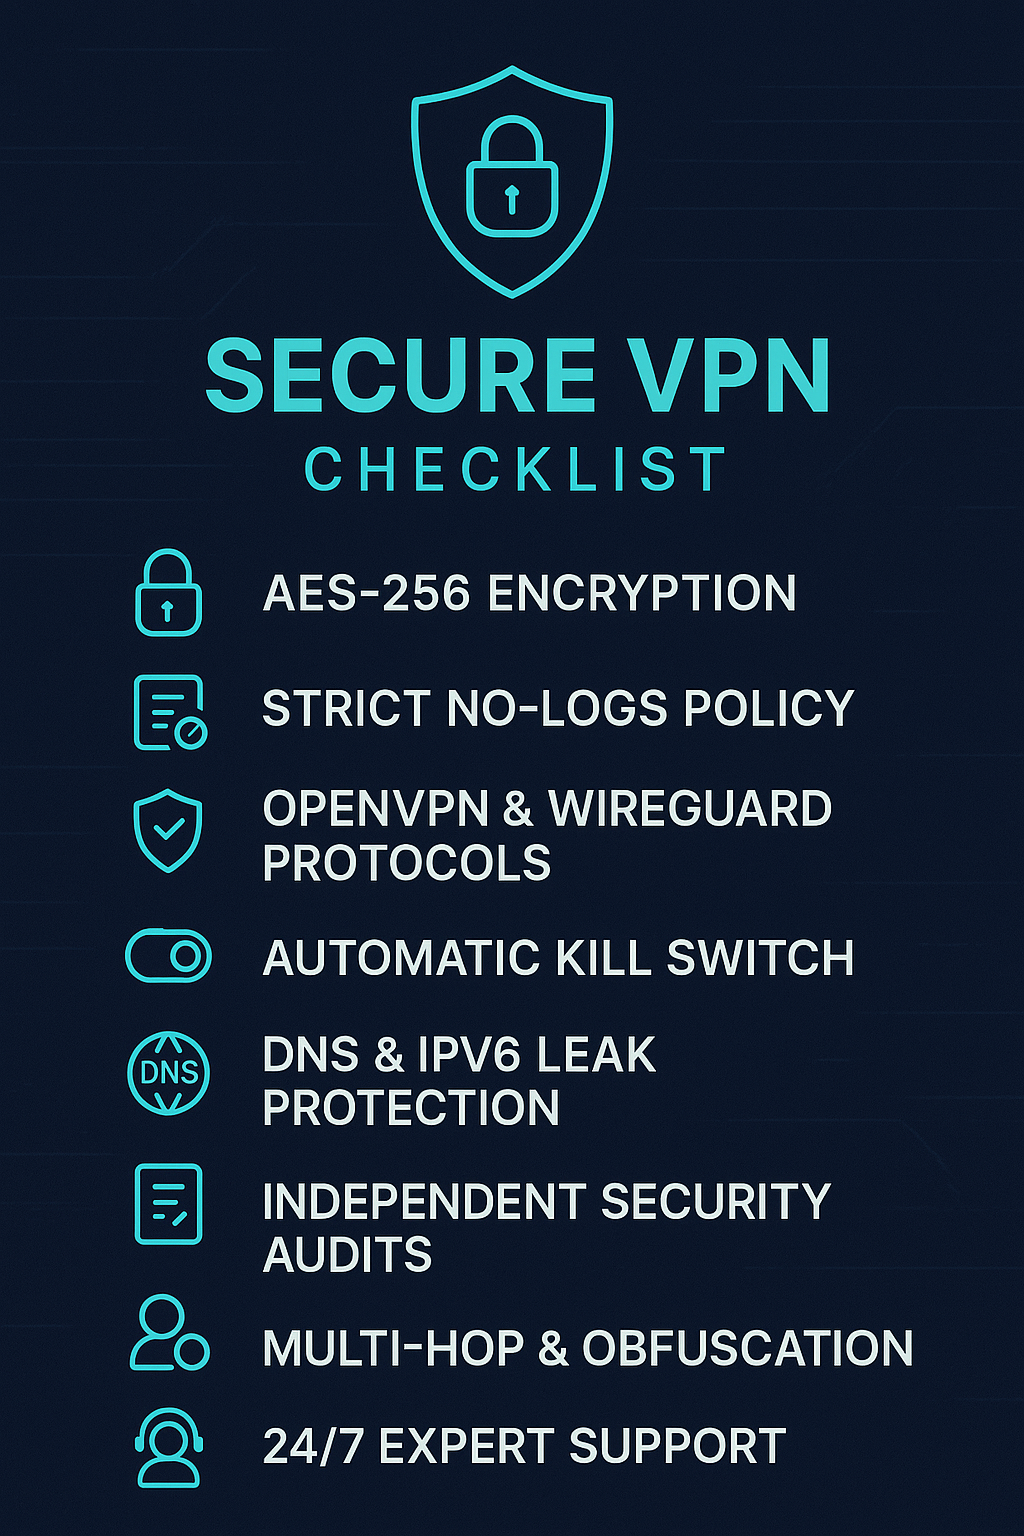 SECURE VPN
CHECKLIST
AES-256 ENCRYPTION
STRICT NO-LOGS POLICY
OPENVPN & WIREGUARD
PROTOCOLS
AUTOMATIC KILL SWITCH
DNS
DNS & IPV6 LEAK
PROTECTION
INDEPENDENT SECURITY
AUDITS
MULTI-HOP & OBFUSCATION
24/7 EXPERT SUPPORT